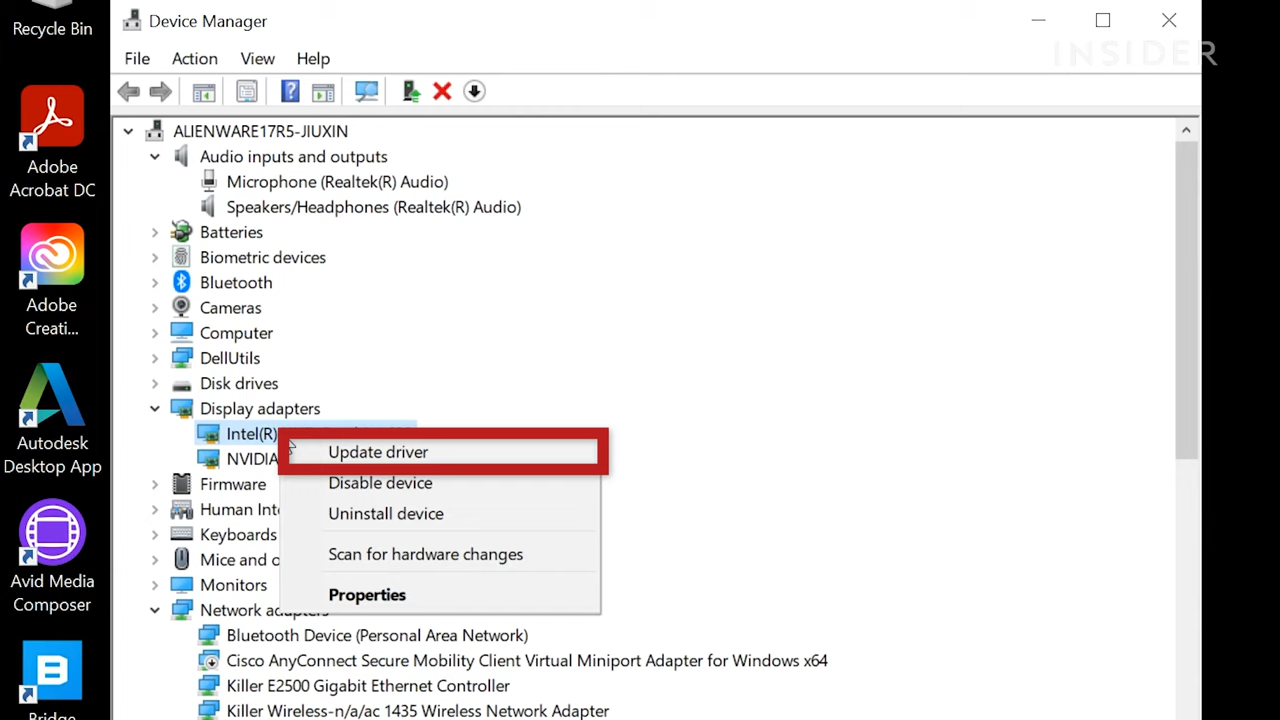 Recycle Bin
Adobe
Acrobat DC
Adobe
Creati...
Autodesk
Desktop App
Avid Media
Composer
Bridge
Device Manager
INSIDER
File Action View Help
ALIENWARE17R5-JIUXIN
Audio inputs and outputs
Microphone (Realtek(R) Audio)
Speakers/Headphones (Realtek(R) Audio)
Batteries
Biometric devices
Bluetooth
Cameras
Computer
DellUtils
Disk drives
Display adapters
Intel(R)
NVIDIA
Firmware
Human Inte
Keyboards
Mice and o
Monitors
Network adapters
Bluetooth Device (Personal Area Network)
Cisco AnyConnect Secure Mobility Client Virtual Miniport Adapter for Windows x64
Killer E2500 Gigabit Ethernet Controller
Killer Wireless-n/a/ac 1435 Wireless Network Adapter
Update driver
Disable device
Uninstall device
Scan for hardware changes
Properties